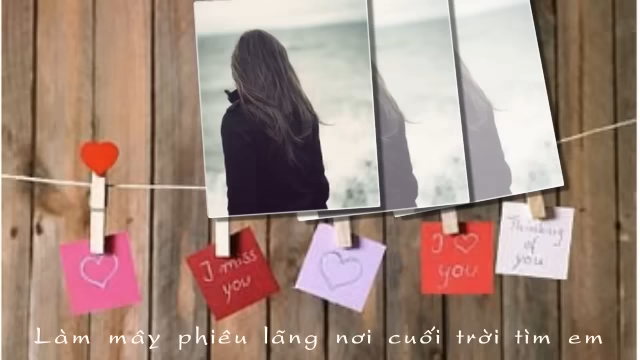 I miss
you
I ♡
you
Thinking
of
you
Làm mây phiêu lãng nơi cuối trời tìm em